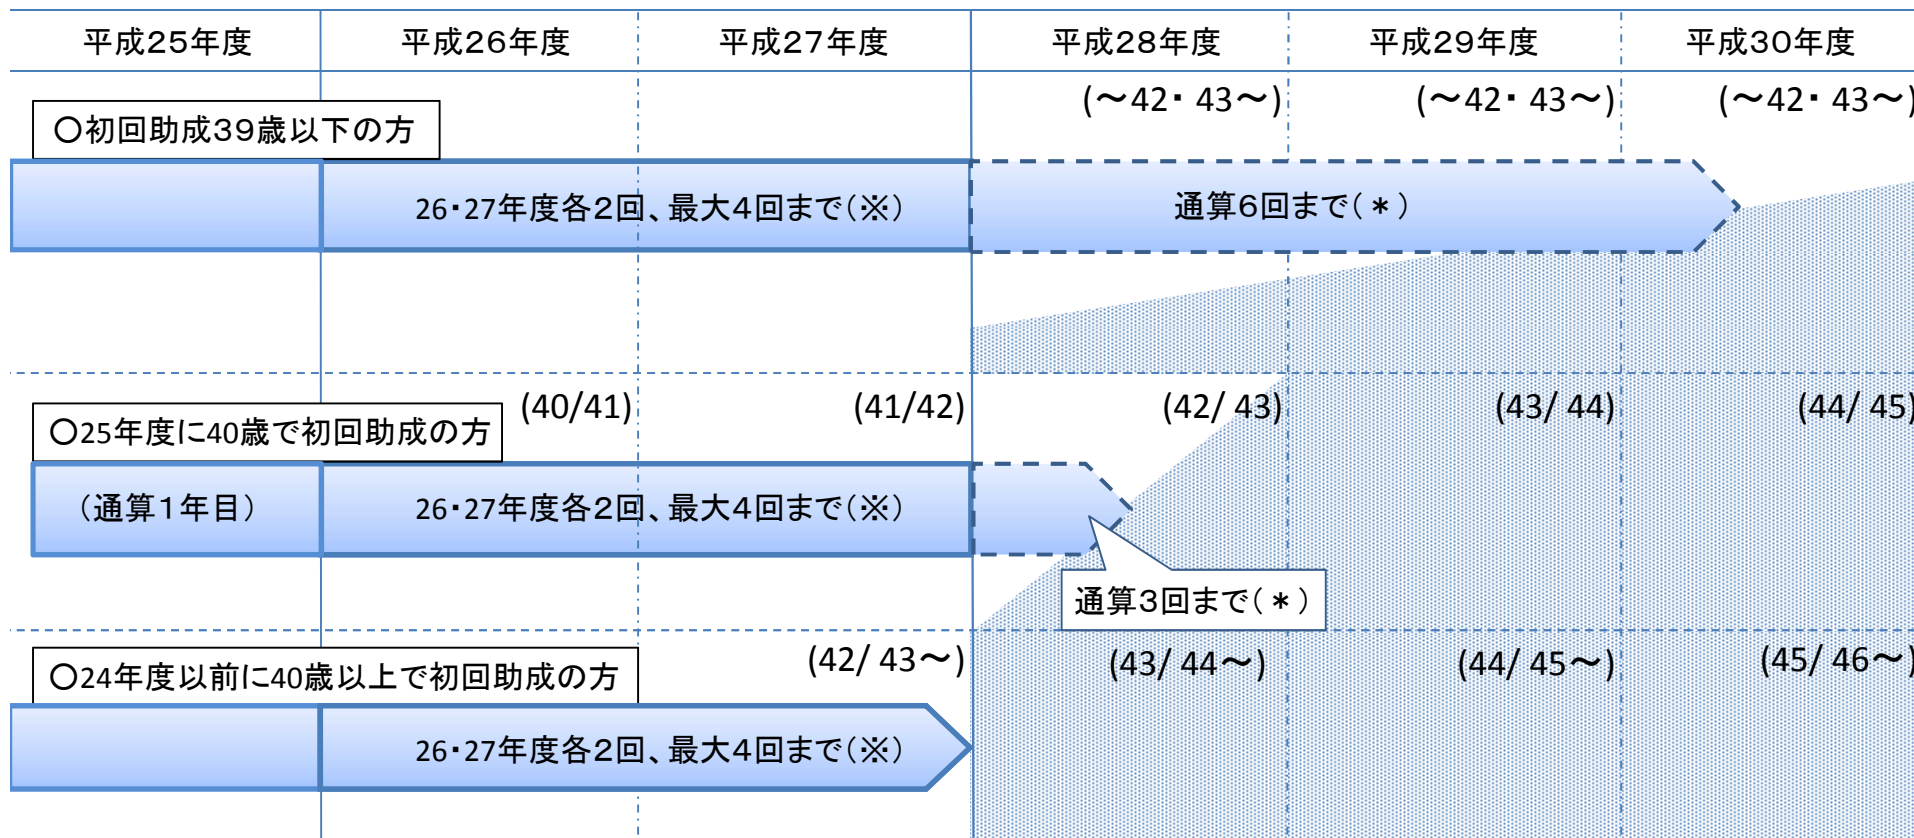 平成25年度
平成26年度
平成27年度
平成28年度
平成29年度
平成30年度
(～42・ 43～)
(～42・ 43～)
(～42・ 43～)
○初回助成39歳以下の方
26・27年度各2回、最大4回まで(※)
通算6回まで(＊)
(40/41)
(41/42)
(42/ 43)
(43/ 44)
(44/ 45)
○25年度に40歳で初回助成の方
(通算1年目)
26・27年度各2回、最大4回まで(※)
通算3回まで(＊)
(42/ 43～)
(43/ 44～)
(44/ 45～)
(45/ 46～)
○24年度以前に40歳以上で初回助成の方
26・27年度各2回、最大4回まで(※)